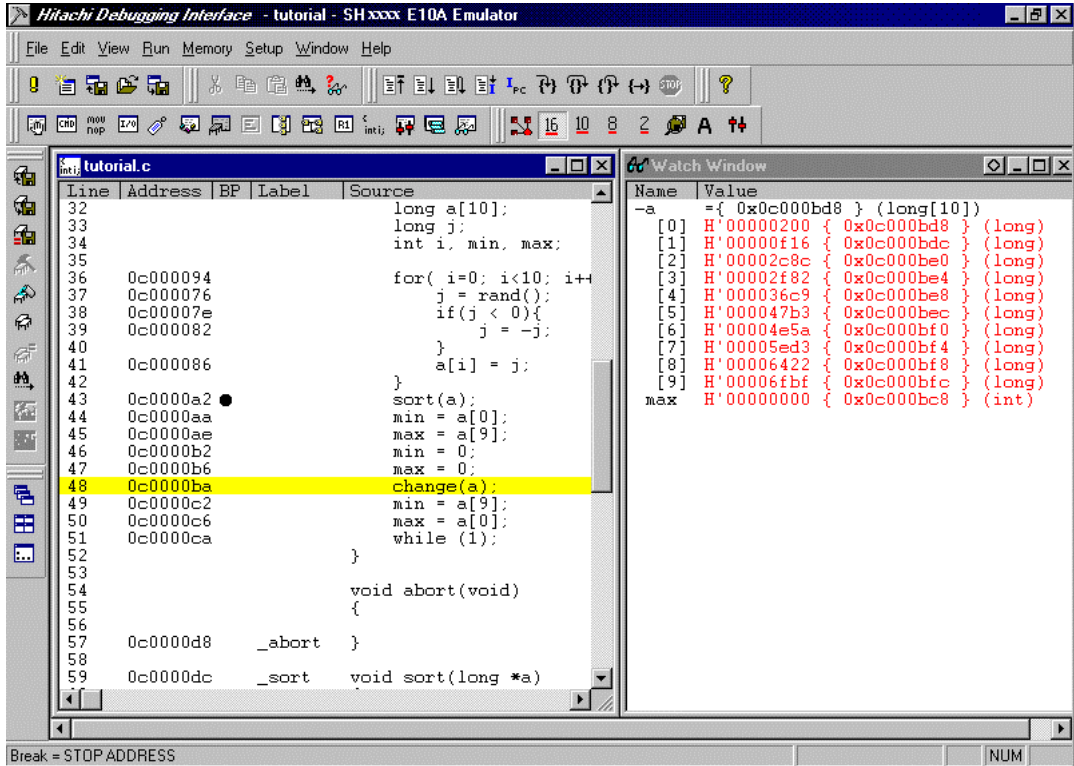 Hitachi Debugging Interface - tutorial - SH xxxx E10A Emulator
File Edit View Run Memory Setup Window Help
16 10 8 2 A
tutorial.c
Line Address BP Label Source
32 long a[10];
33 long j;
34 int i, min, max;
35
36 0c000094 for( i=0; i<10; i++
37 0c000076 j = rand();
38 0c00007e if(j < 0){
39 0c000082 j = -j;
40 }
41 0c000086 a[i] = j;
42 }
43 0c0000a2 ● sort(a);
44 0c0000aa min = a[0];
45 0c0000ae max = a[9];
46 0c0000b2 min = 0;
47 0c0000b6 max = 0;
48 0c0000ba change(a);
49 0c0000c2 min = a[9];
50 0c0000c6 max = a[0];
51 0c0000ca while (1);
52 }
53
54 void abort(void)
55 {
56
57 0c0000d8 _abort }
58
59 0c0000dc _sort void sort(long *a)
Watch Window
Name Value
-a ={ 0x0c000bd8 } (long[10])
[0] H'00000200 { 0x0c000bd8 } (long)
[1] H'00000f16 { 0x0c000bdc } (long)
[2] H'00002c8c { 0x0c000be0 } (long)
[3] H'00002f82 { 0x0c000be4 } (long)
[4] H'000036c9 { 0x0c000be8 } (long)
[5] H'000047b3 { 0x0c000bec } (long)
[6] H'00004e5a { 0x0c000bf0 } (long)
[7] H'00005ed3 { 0x0c000bf4 } (long)
[8] H'00006422 { 0x0c000bf8 } (long)
[9] H'00006fbf { 0x0c000bfc } (long)
max H'00000000 { 0x0c000bc8 } (int)
Break = STOP ADDRESS
NUM